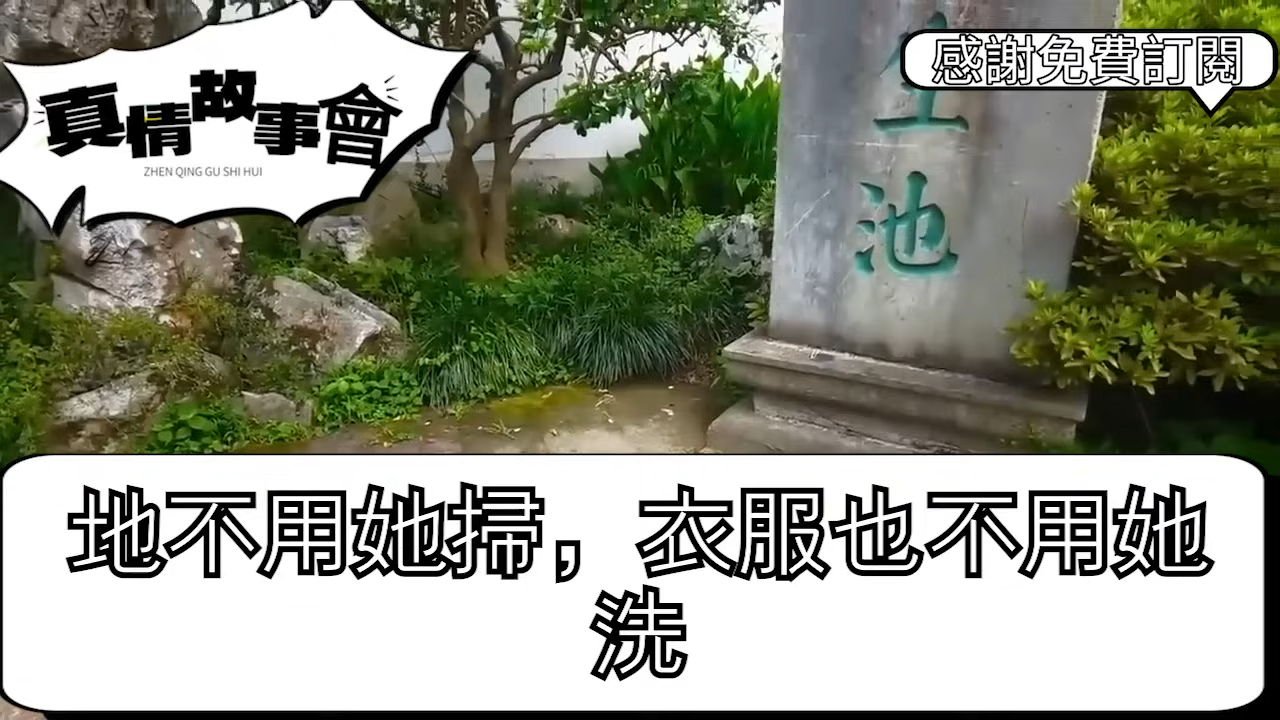 真情故事會
ZHEN QING GU SHI HUI
感謝免費訂閱
池
地不用她掃，衣服也不用她
洗